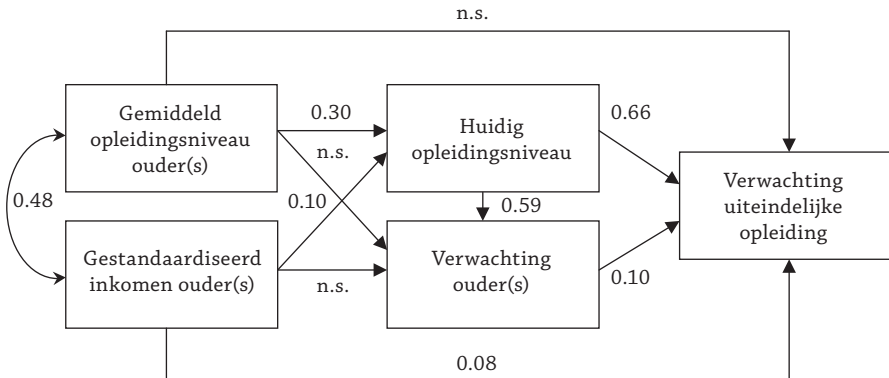 n.s.
Gemiddeld
opleidingsniveau
ouder(s)
0.30
n.s.
Huidig
opleidingsniveau
0.66
Verwachting
uiteindelijke
opleiding
0.48
0.10
0.59
Gestandaardiseerd
inkomen ouder(s)
n.s.
Verwachting
ouder(s)
0.10
0.08